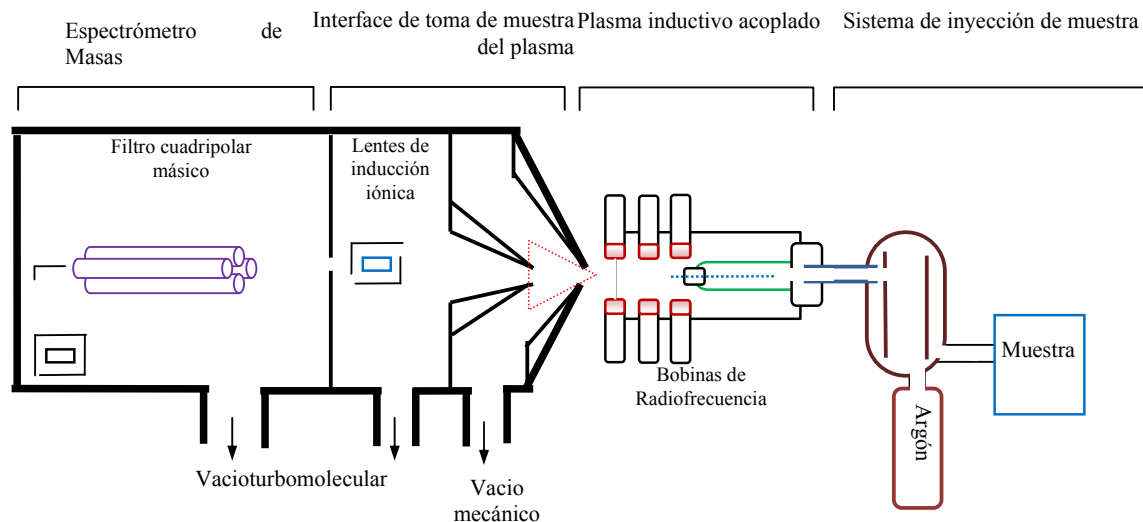 Espectrómetro de
Masas
Interface de toma de muestra
del plasma
Plasma inductivo acoplado
Sistema de inyección de muestra
Filtro cuadripolar
másico
Lentes de
inducción
iónica
Bobinas de
Radiofrecuencia
Muestra
Argón
Vacioturbomolecular
Vacio
mecánico